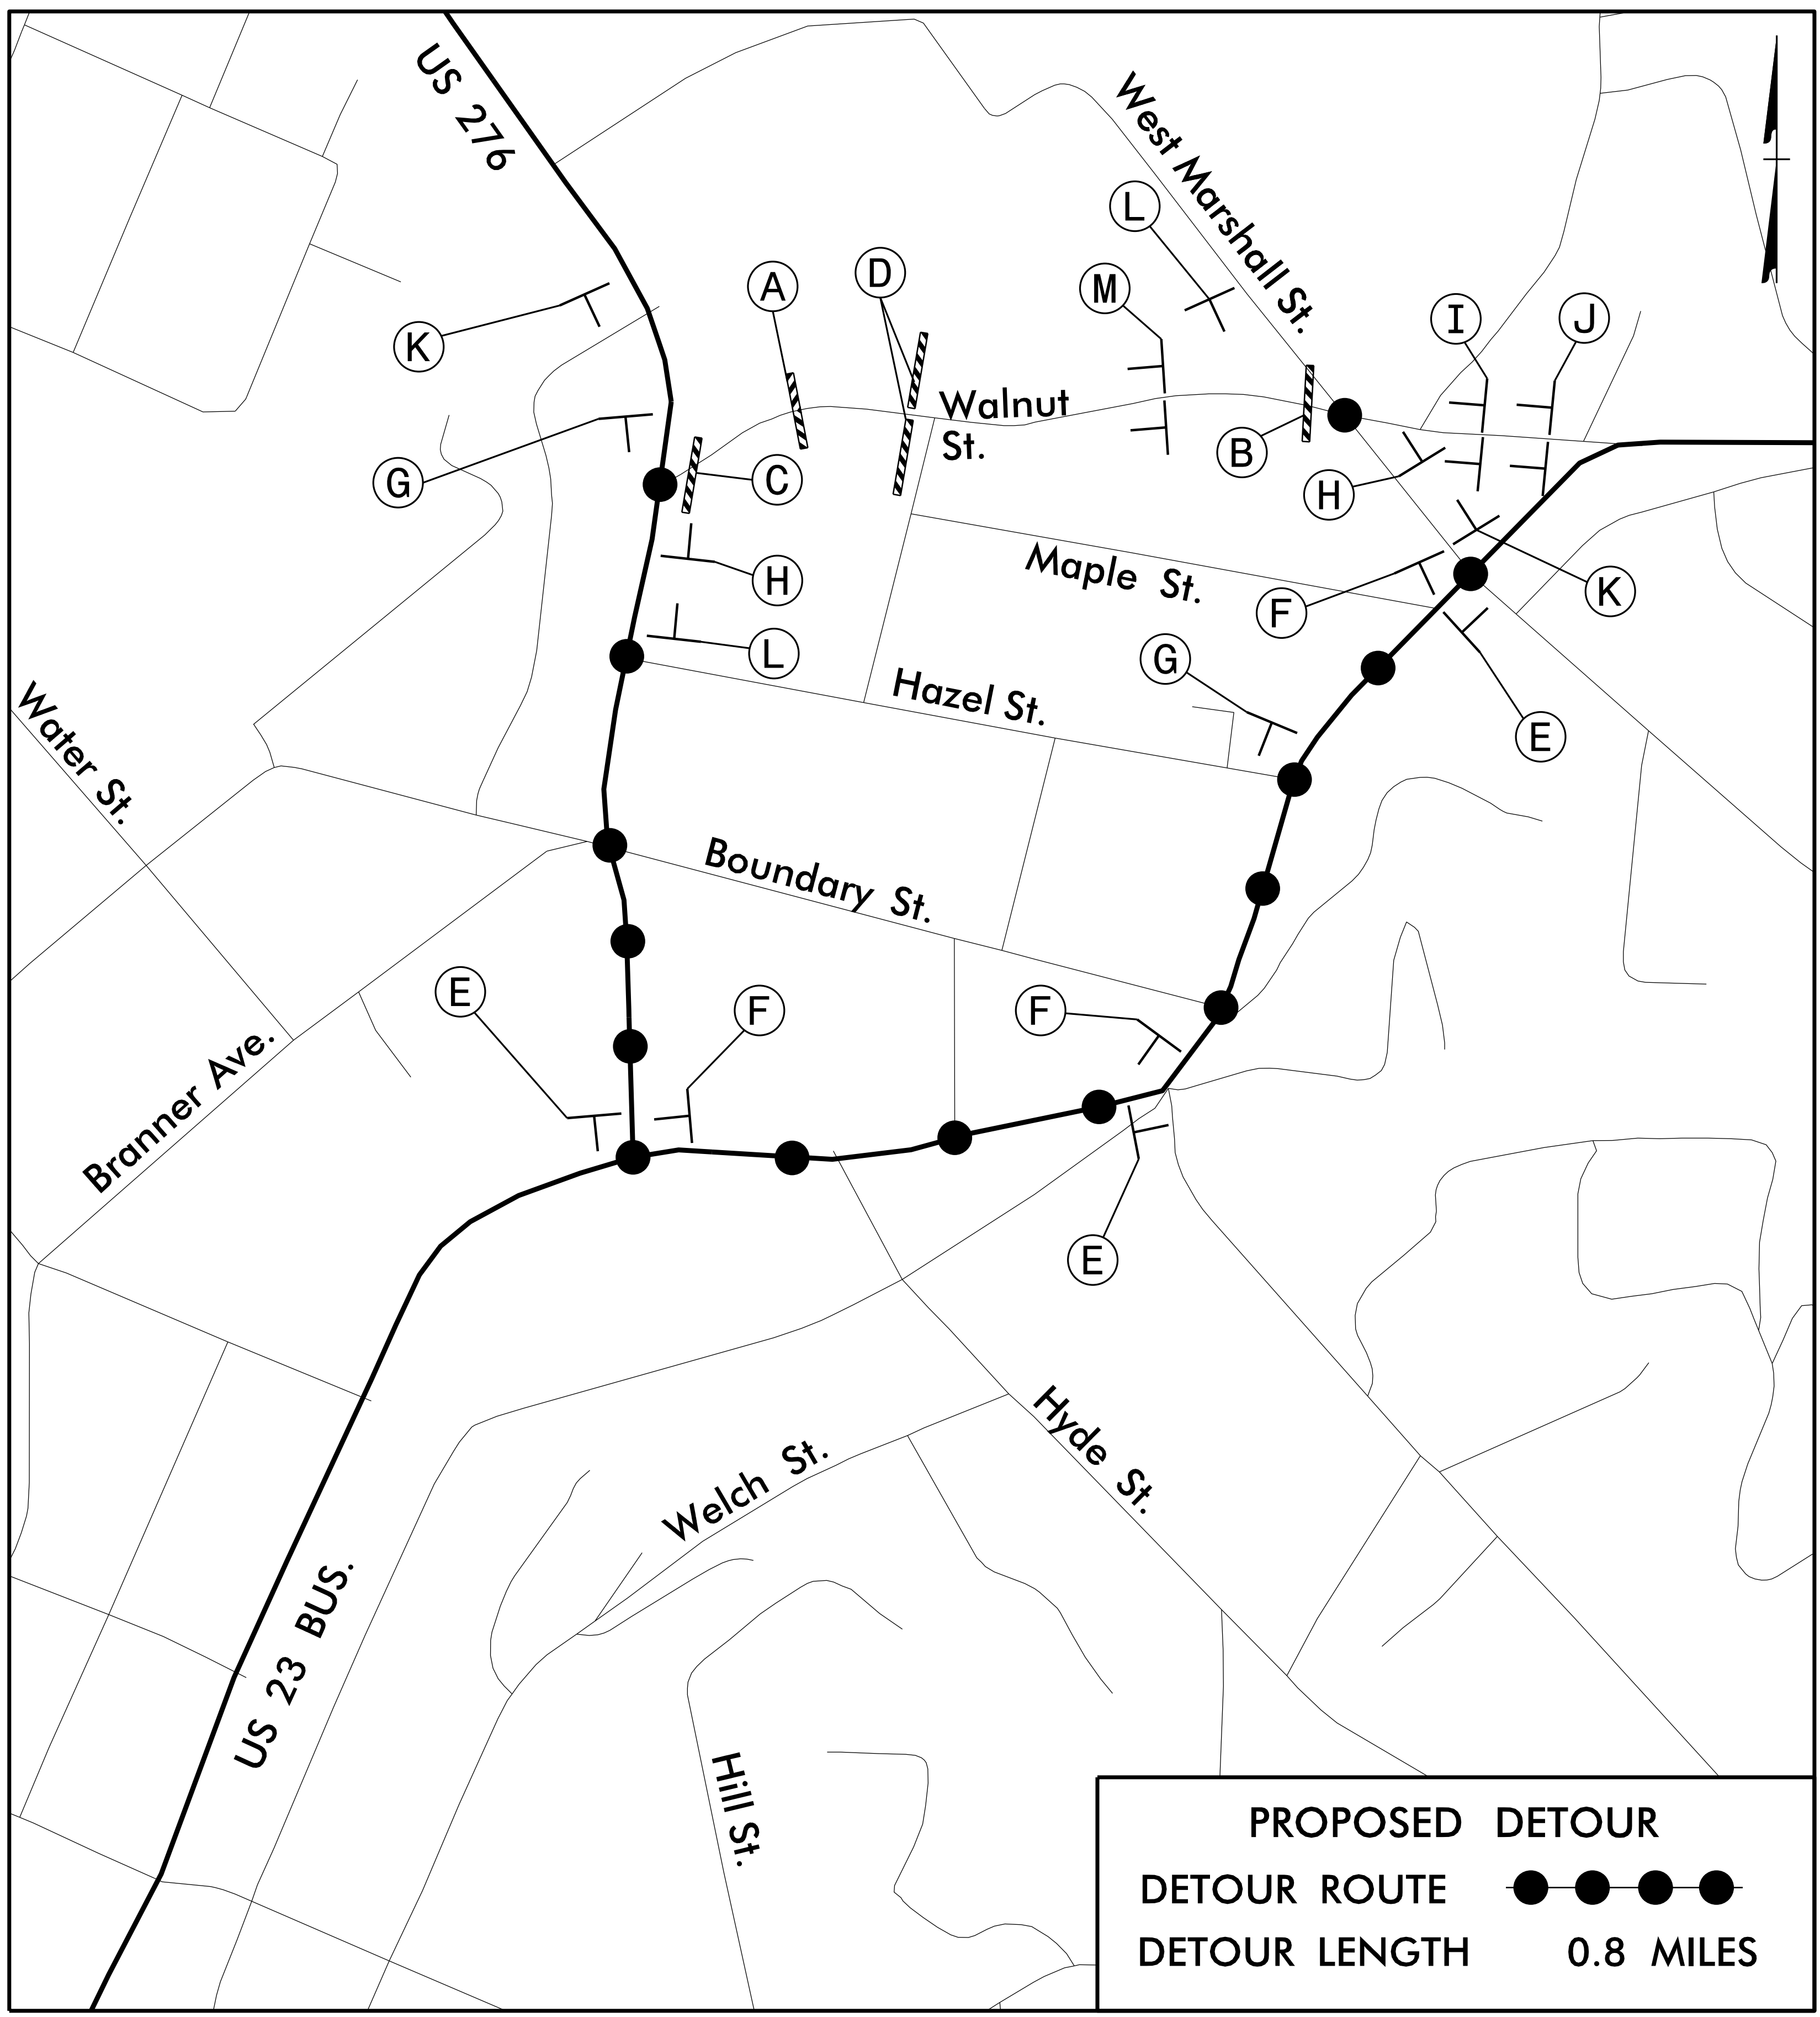 US 276
West Marshall St.
L
D
A
M
I
J
K
Walnut
St.
B
G
C
H
H
Maple St.
K
F
L
G
Hazel St.
E
Water St.
Boundary St.
E
F
F
Branner Ave.
E
Hyde St.
Welch St.
US 23 BUS.
Hill St.
PROPOSED DETOUR
DETOUR ROUTE
DETOUR LENGTH 0.8 MILES